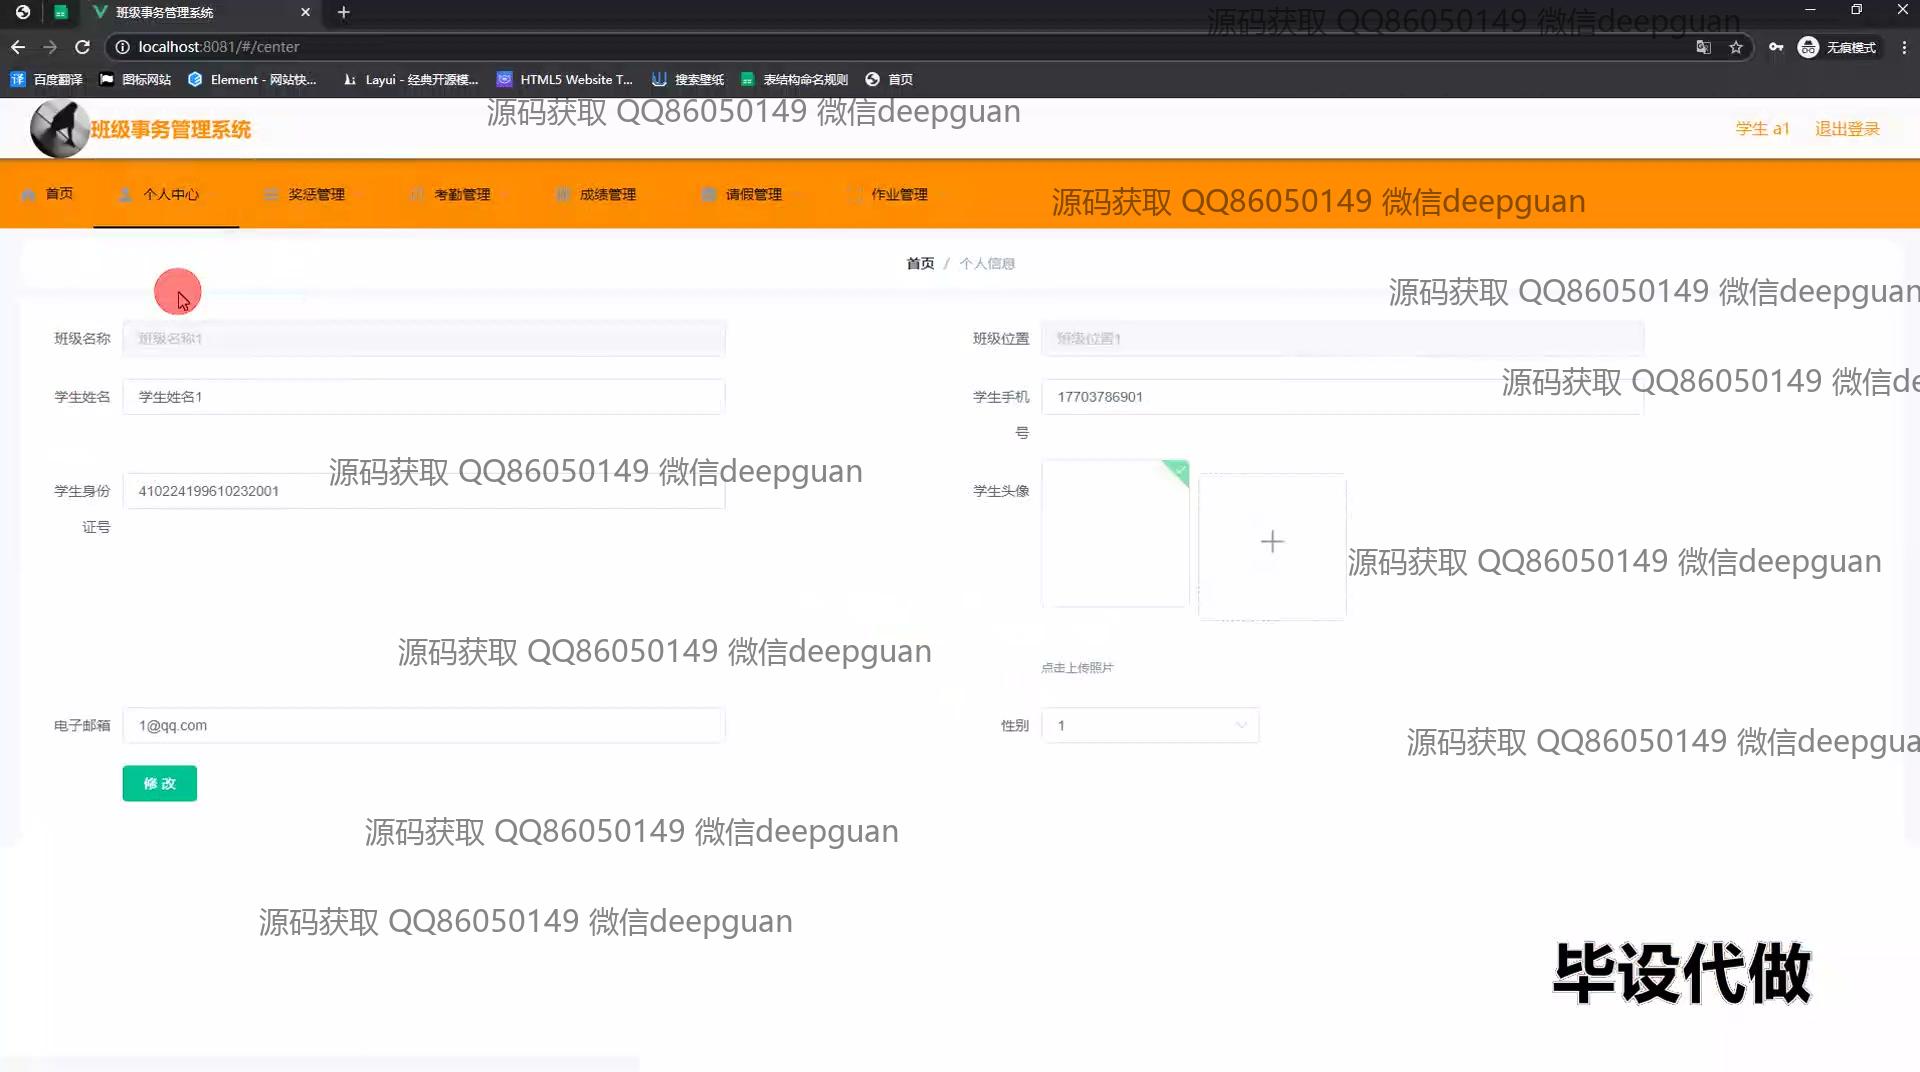 班级事务管理系统
localhost:8081/#/center
无痕模式
百度翻译
图标网站
Element - 网站快...
Layui - 经典开源模...
HTML5 Website T...
搜索壁纸
表结构命名规则
首页
源码获取 QQ86050149 微信deepguan
源码获取 QQ86050149 微信deepguan
班级事务管理系统
学生 a1
退出登录
首页
个人中心
奖惩管理
考勤管理
成绩管理
请假管理
作业管理
源码获取 QQ86050149 微信deepguan
首页 / 个人信息
源码获取 QQ86050149 微信deepguan
班级名称
班级名称1
班级位置
班级位置1
源码获取 QQ86050149 微信de
学生姓名
学生姓名1
学生手机号
17703786901
源码获取 QQ86050149 微信deepguan
学生身份证号
410224199610232001
学生头像
源码获取 QQ86050149 微信deepguan
源码获取 QQ86050149 微信deepguan
点击上传照片
电子邮箱
1@qq.com
性别
1
源码获取 QQ86050149 微信deepgua
修改
源码获取 QQ86050149 微信deepguan
源码获取 QQ86050149 微信deepguan
毕设代做